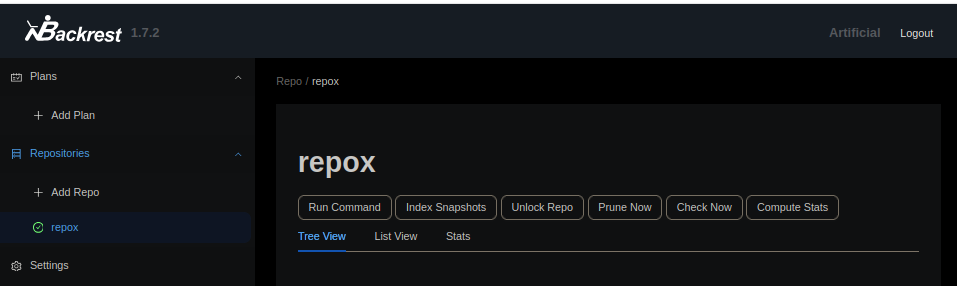 Backrest 1.7.2
Artificial
Logout
Plans
Add Plan
Repositories
Add Repo
repox
Settings
Repo / repox
repox
Run Command
Index Snapshots
Unlock Repo
Prune Now
Check Now
Compute Stats
Tree View
List View
Stats